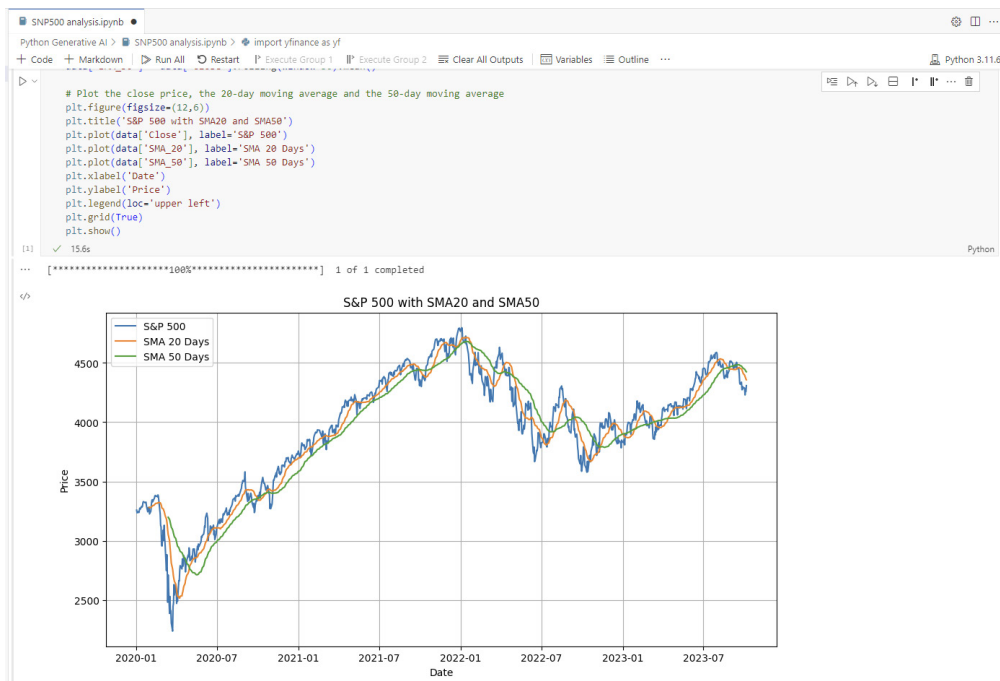 SNP500 analysis.ipynb
Python Generative AI > SNP500 analysis.ipynb > import yfinance as yf
+ Code + Markdown Run All Restart Execute Group 1 Execute Group 2 Clear All Outputs Variables Outline ... Python 3.11.6
# Plot the close price, the 20-day moving average and the 50-day moving average
plt.figure(figsize=(12,6))
plt.title('S&P 500 with SMA20 and SMA50')
plt.plot(data['Close'], label='S&P 500')
plt.plot(data['SMA_20'], label='SMA 20 Days')
plt.plot(data['SMA_50'], label='SMA 50 Days')
plt.xlabel('Date')
plt.ylabel('Price')
plt.legend(loc='upper left')
plt.grid(True)
plt.show()
[1] 15.6s Python
[*********************100%***********************] 1 of 1 completed
S&P 500 with SMA20 and SMA50
S&P 500
SMA 20 Days
SMA 50 Days
4500
4000
3500
3000
2500
Price
2020-01 2020-07 2021-01 2021-07 2022-01 2022-07 2023-01 2023-07
Date